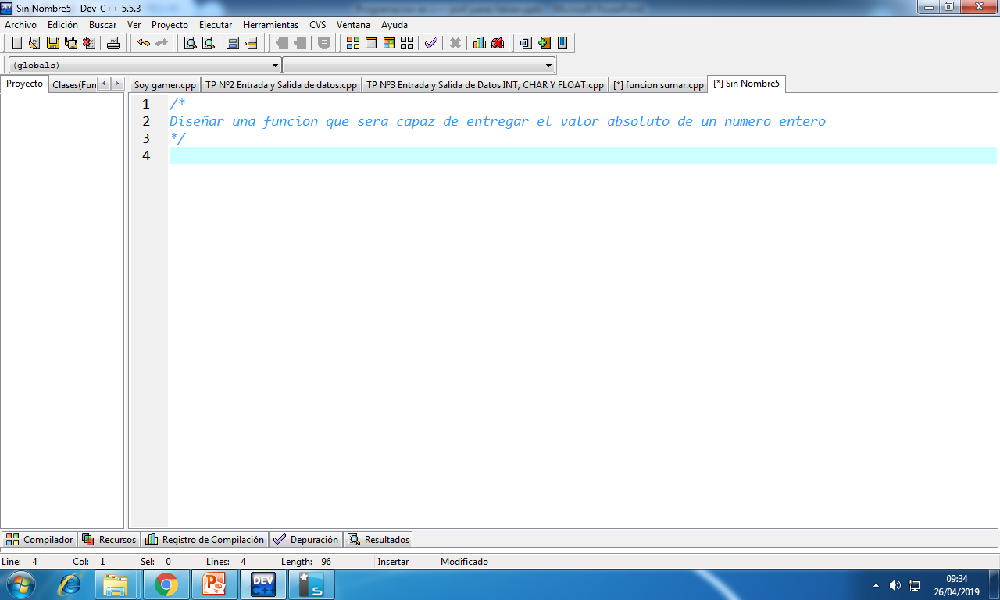 Sin Nombre5 - Dev-C++ 5.5.3
Archivo Edición Buscar Ver Proyecto Ejecutar Herramientas CVS Ventana Ayuda
(globals)
Proyecto Clases(Fun Soy gamer.cpp TP Nº2 Entrada y Salida de datos.cpp TP Nº3 Entrada y Salida de Datos INT, CHAR Y FLOAT.cpp [*] funcion sumar.cpp [*] Sin Nombre5
1 /*
2 Diseñar una funcion que sera capaz de entregar el valor absoluto de un numero entero
3 */
4
Compilador Recursos Registro de Compilación Depuración Resultados
Line: 4 Col: 1 Sel: 0 Lines: 4 Length: 96 Insertar Modificado
DEV C++ S
09:34
26/04/2019